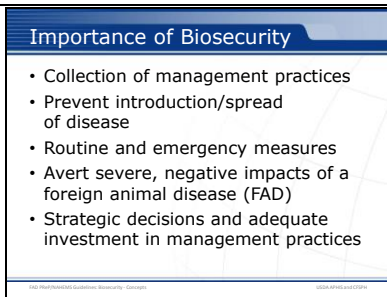 Importance of Biosecurity
• Collection of management practices
• Prevent introduction/spread
of disease
• Routine and emergency measures
• Avert severe, negative impacts of a
foreign animal disease (FAD)
• Strategic decisions and adequate
investment in management practices
FAD PReP/NAHEMS Guidelines: Biosecurity - Concepts
USDA APHIS and CFSPH